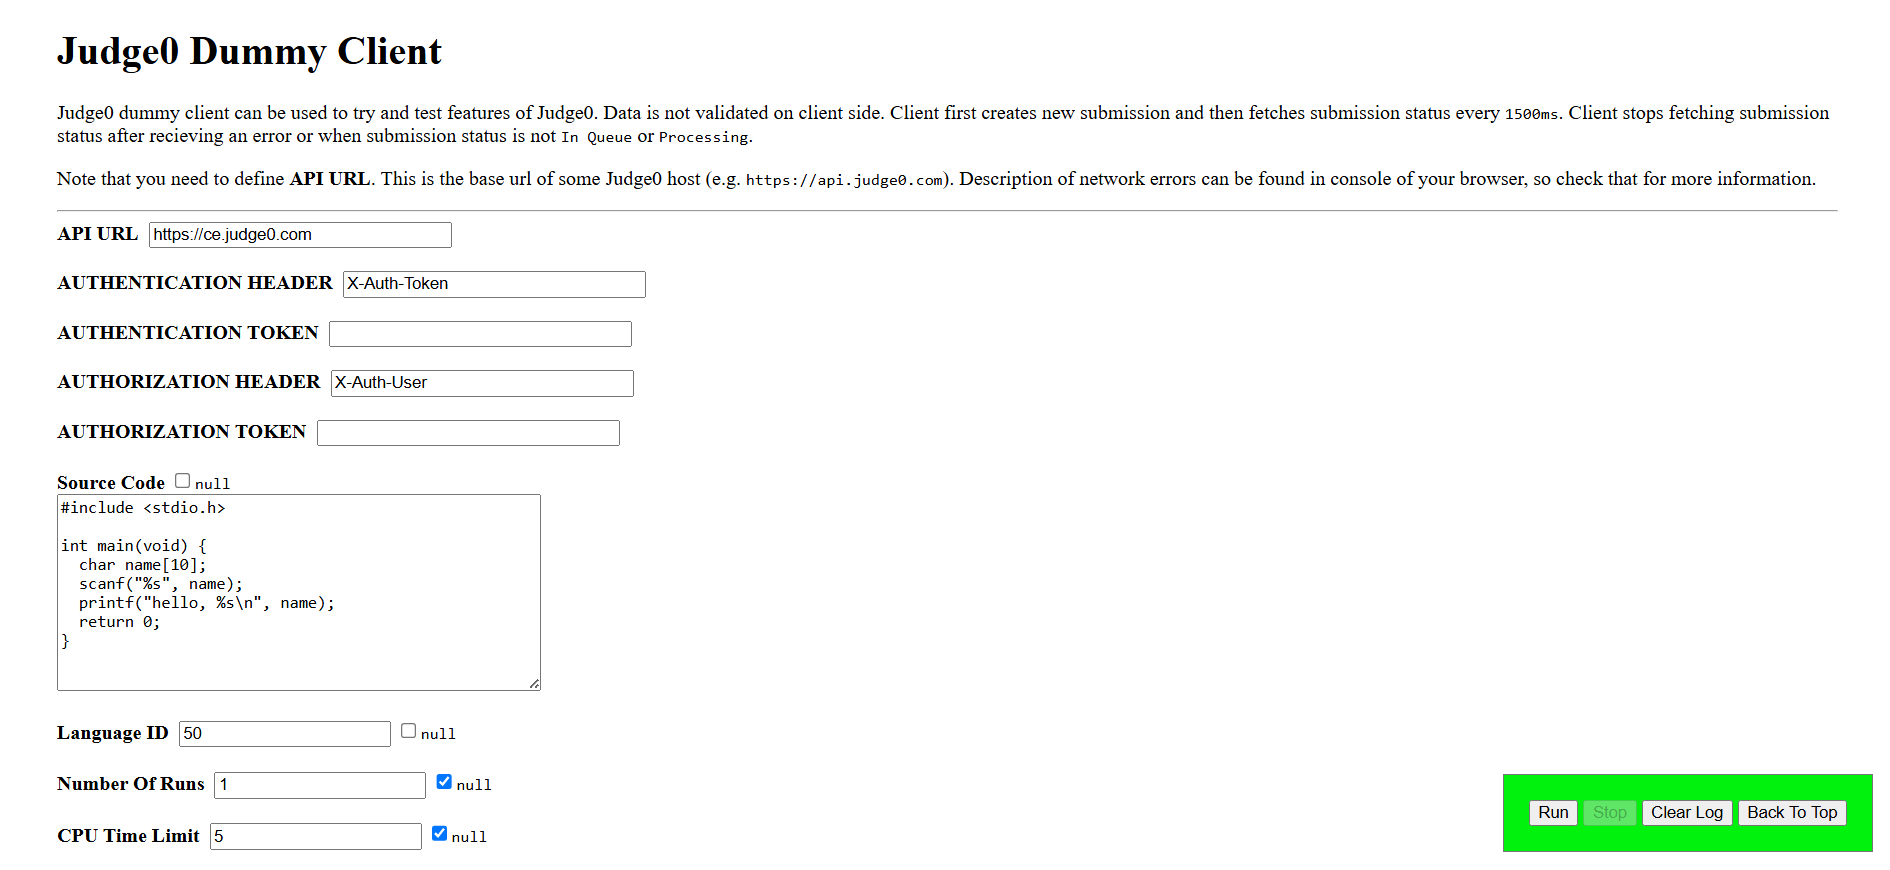 Judge0 Dummy Client
Judge0 dummy client can be used to try and test features of Judge0. Data is not validated on client side. Client first creates new submission and then fetches submission status every 1500ms. Client stops fetching submission
status after recieving an error or when submission status is not In Queue or Processing.
Note that you need to define API URL. This is the base url of some Judge0 host (e.g. https://api.judge0.com). Description of network errors can be found in console of your browser, so check that for more information.
API URL https://ce.judge0.com
AUTHENTICATION HEADER X-Auth-Token
AUTHENTICATION TOKEN
AUTHORIZATION HEADER X-Auth-User
AUTHORIZATION TOKEN
Source Code null
#include <stdio.h>

int main(void) {
  char name[10];
  scanf("%s", name);
  printf("hello, %s\n", name);
  return 0;
}
Language ID 50 null
Number Of Runs 1 null
CPU Time Limit 5 null
Run Stop Clear Log Back To Top